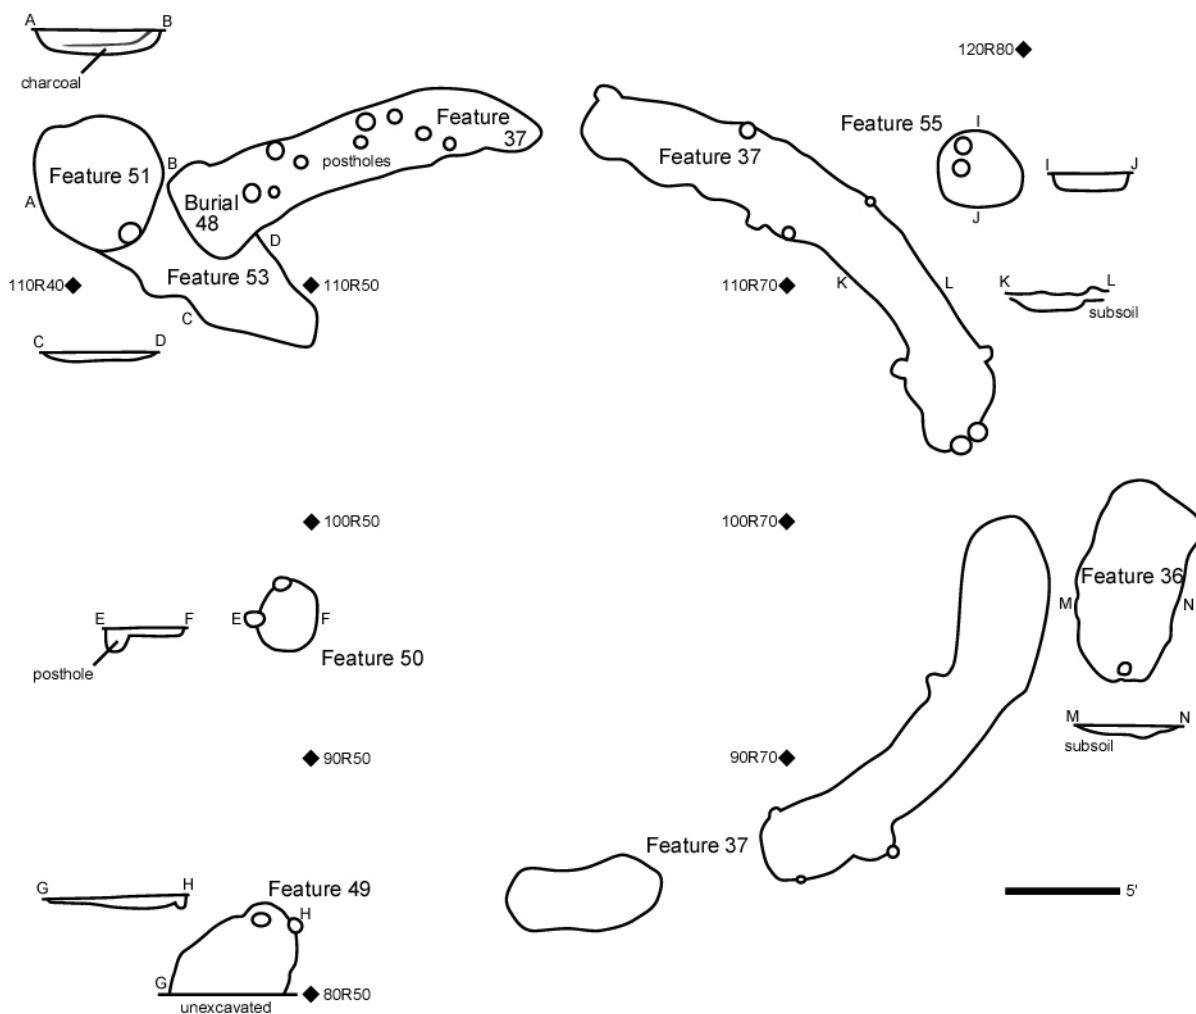 A B
charcoal
120R80
Feature 55 I
Feature
37
postholes
Feature 37
I J
Feature 51
B
A
Burial
48
J
D
Feature 53
110R40
110R50
110R70
K L
K L
subsoil
C
C D
100R50
100R70
Feature 36
M N
E F
E F
posthole
Feature 50
M N
subsoil
90R50
90R70
Feature 37
G H
Feature 49
H
5'
G
80R50
unexcavated